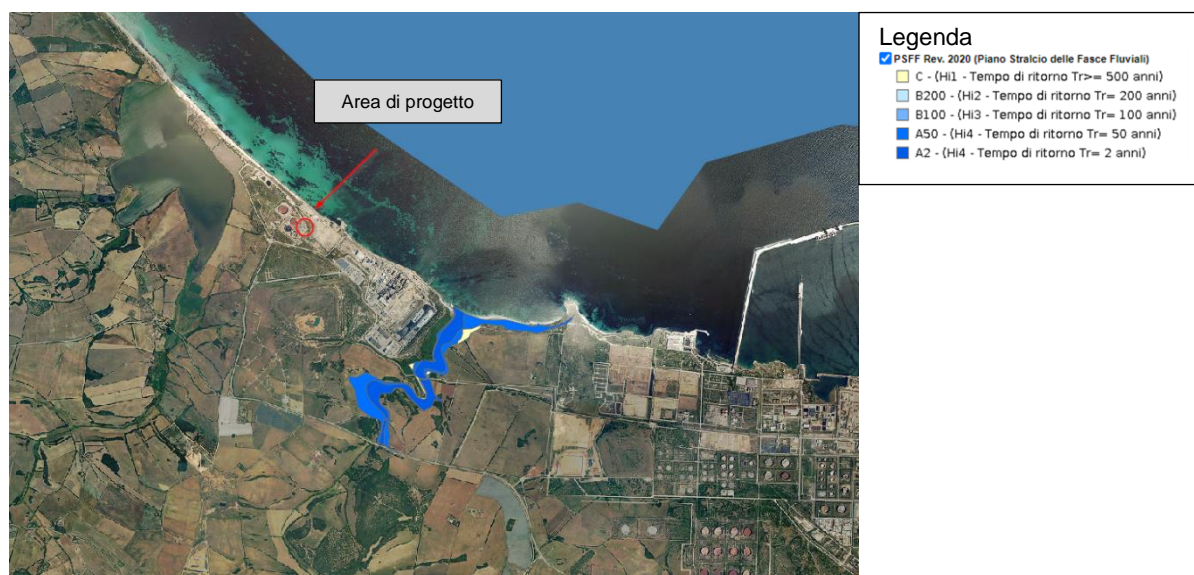 Area di progetto
Legenda
PSFF Rev. 2020 (Piano Stralcio delle Fasce Fluviali)
C - (Hi1 - Tempo di ritorno Tr>= 500 anni)
B200 - (Hi2 - Tempo di ritorno Tr= 200 anni)
B100 - (Hi3 - Tempo di ritorno Tr= 100 anni)
A50 - (Hi4 - Tempo di ritorno Tr= 50 anni)
A2 - (Hi4 - Tempo di ritorno Tr= 2 anni)